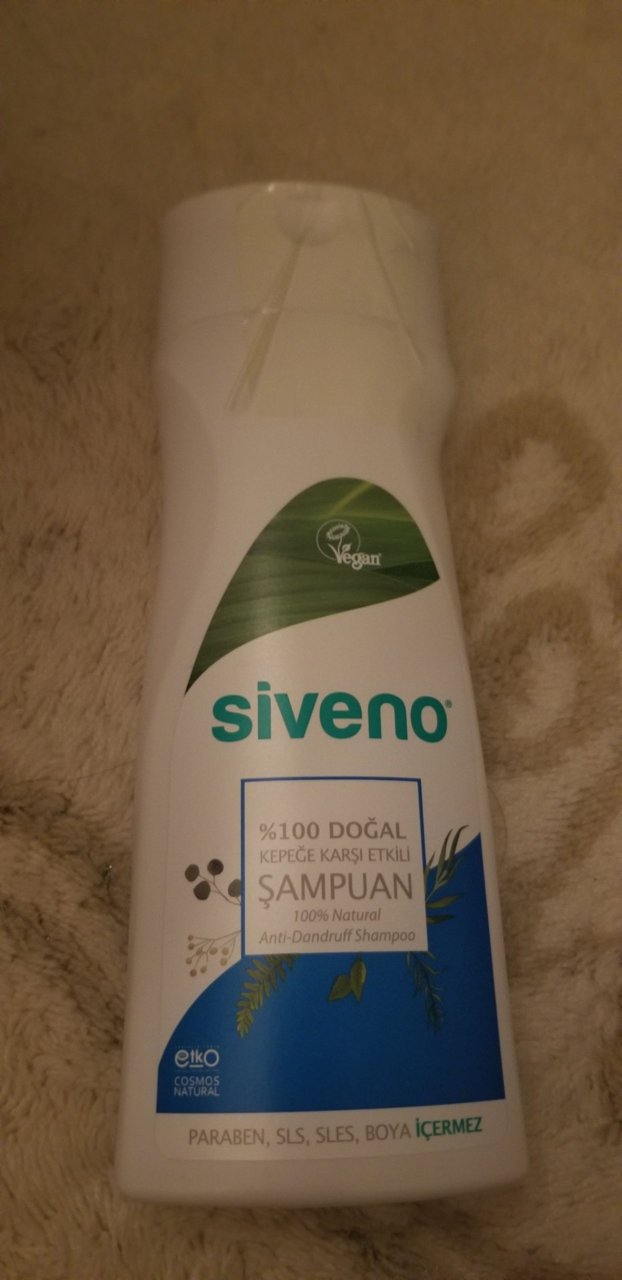 Vegan
siveno®
%100 DOĞAL
KEPEĞE KARŞI ETKİLİ
ŞAMPUAN
100% Natural
Anti-Dandruff Shampoo
etko
COSMOS
NATURAL
PARABEN, SLS, SLES, BOYA İÇERMEZ